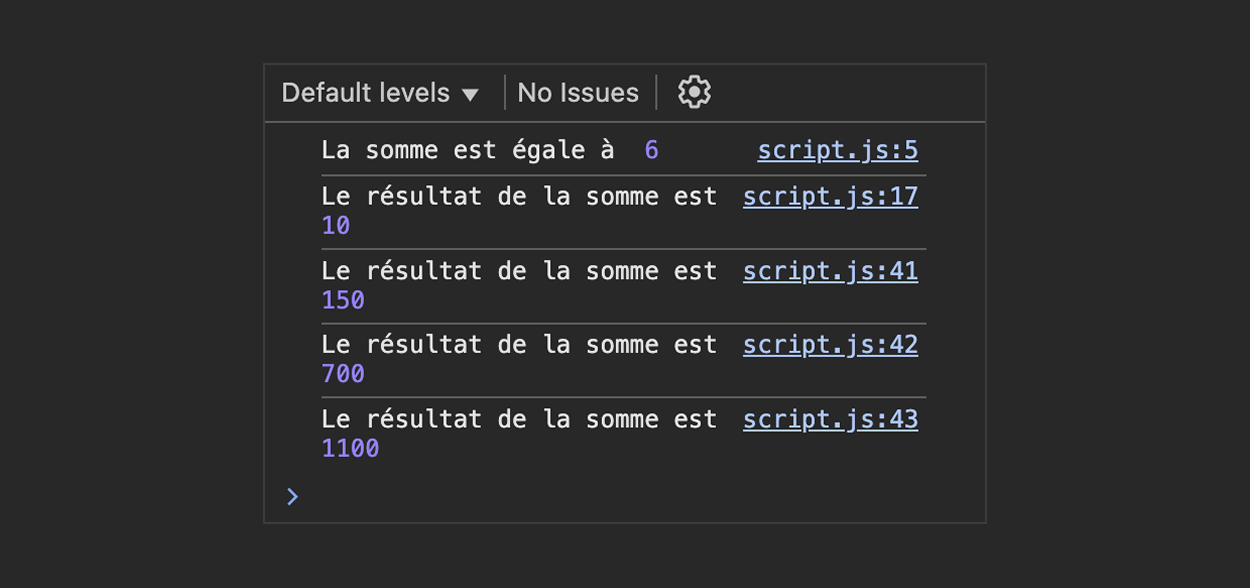 Default levels ▼ No Issues
La somme est égale à 6 script.js:5
Le résultat de la somme est script.js:17
10
Le résultat de la somme est script.js:41
150
Le résultat de la somme est script.js:42
700
Le résultat de la somme est script.js:43
1100